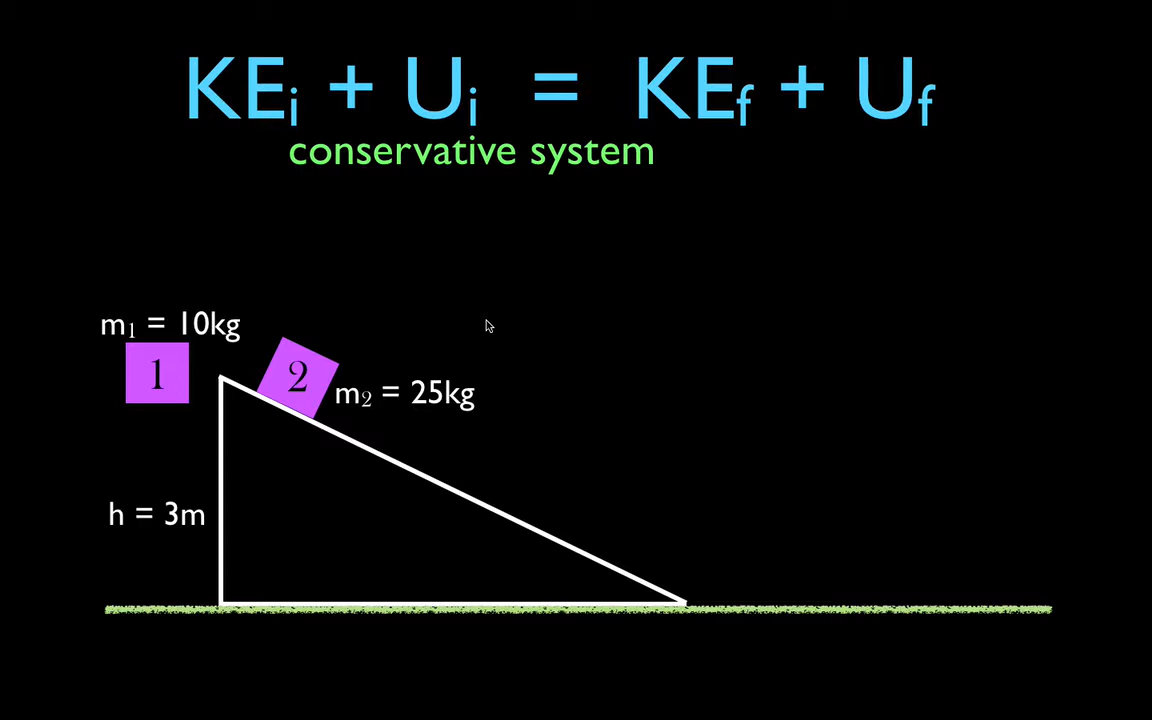 KEi + Ui = KEf + Uf
conservative system
m1 = 10kg
1
2
m2 = 25kg
h = 3m